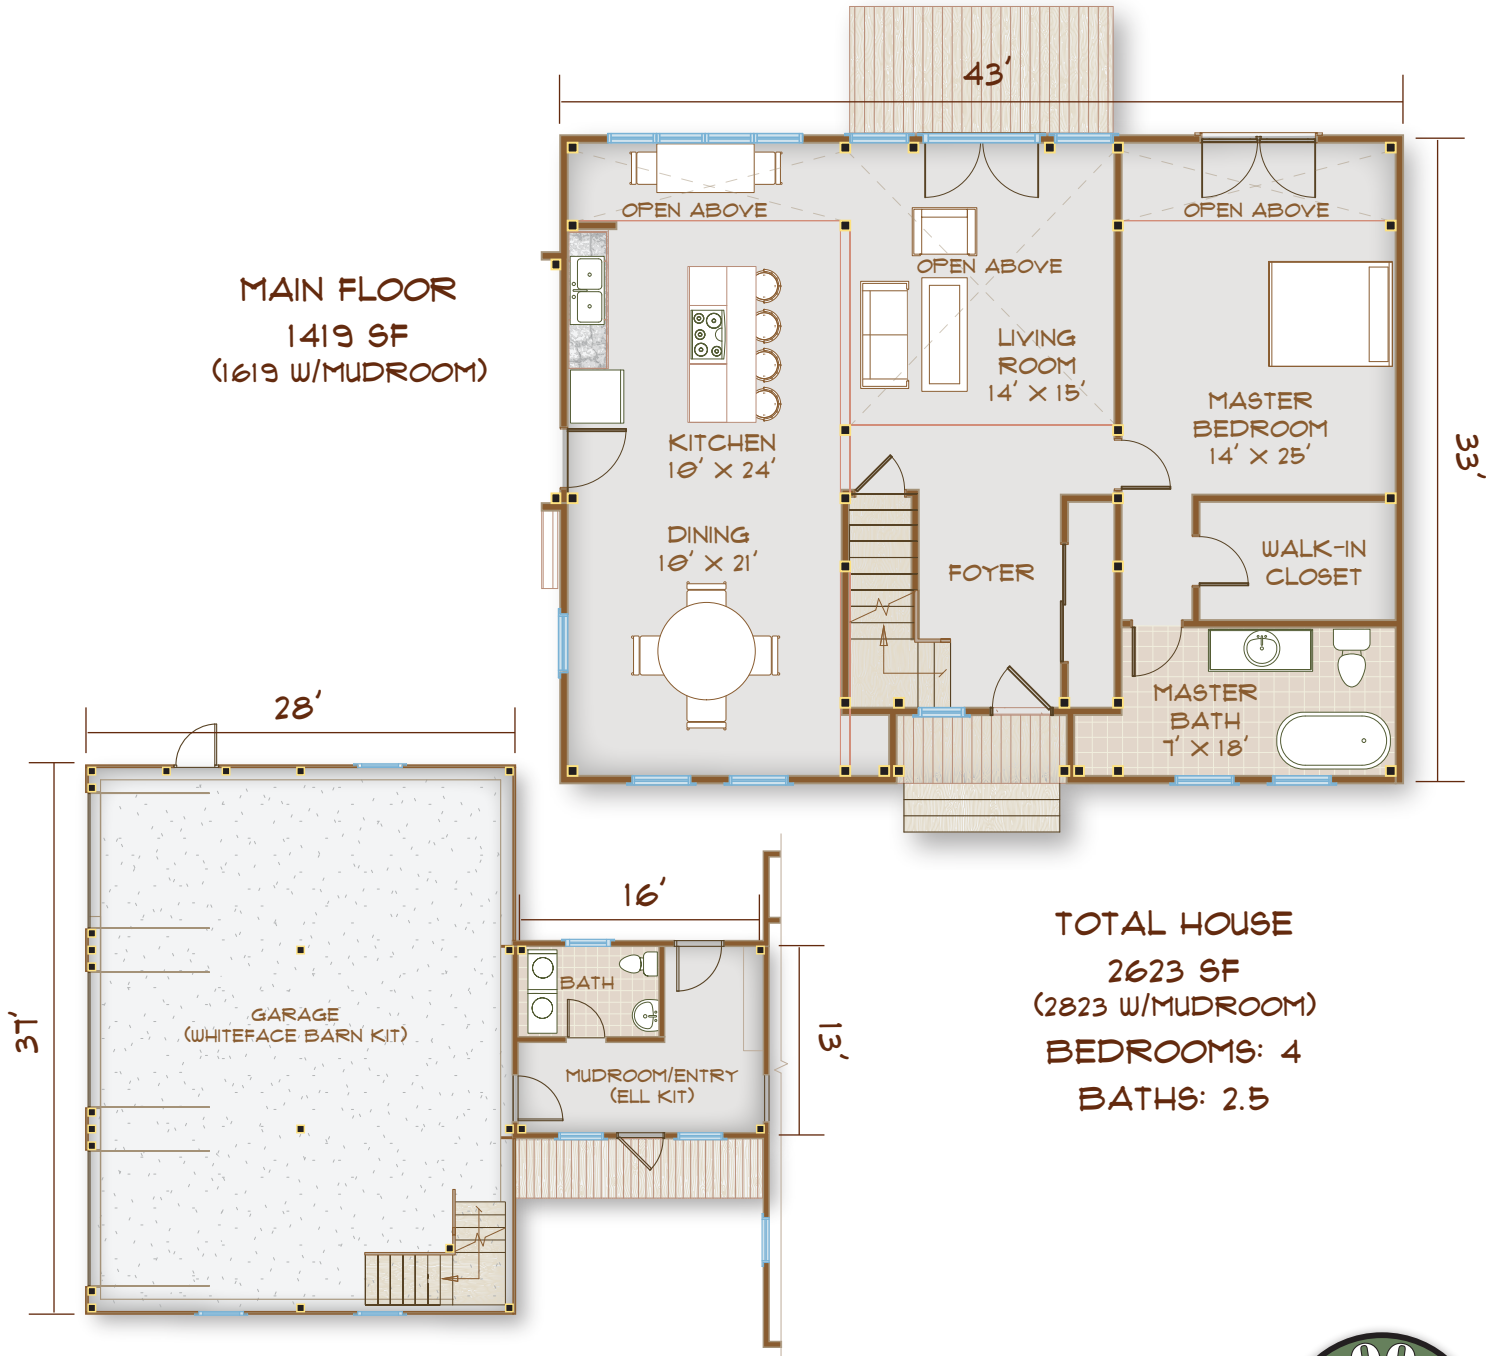 43'
OPEN ABOVE
OPEN ABOVE
OPEN ABOVE
MAIN FLOOR
1419 SF
(1619 W/MUDROOM)
LIVING
ROOM
14' X 15'
MASTER
BEDROOM
14' X 25'
KITCHEN
10' X 24'
33'
DINING
10' X 21'
FOYER
WALK-IN
CLOSET
MASTER
BATH
7' X 18'
28'
16'
TOTAL HOUSE
2623 SF
(2823 W/MUDROOM)
BEDROOMS: 4
BATHS: 2.5
BATH
GARAGE
(WHITEFACE BARN KIT)
37'
13'
MUDROOM/ENTRY
(ELL KIT)